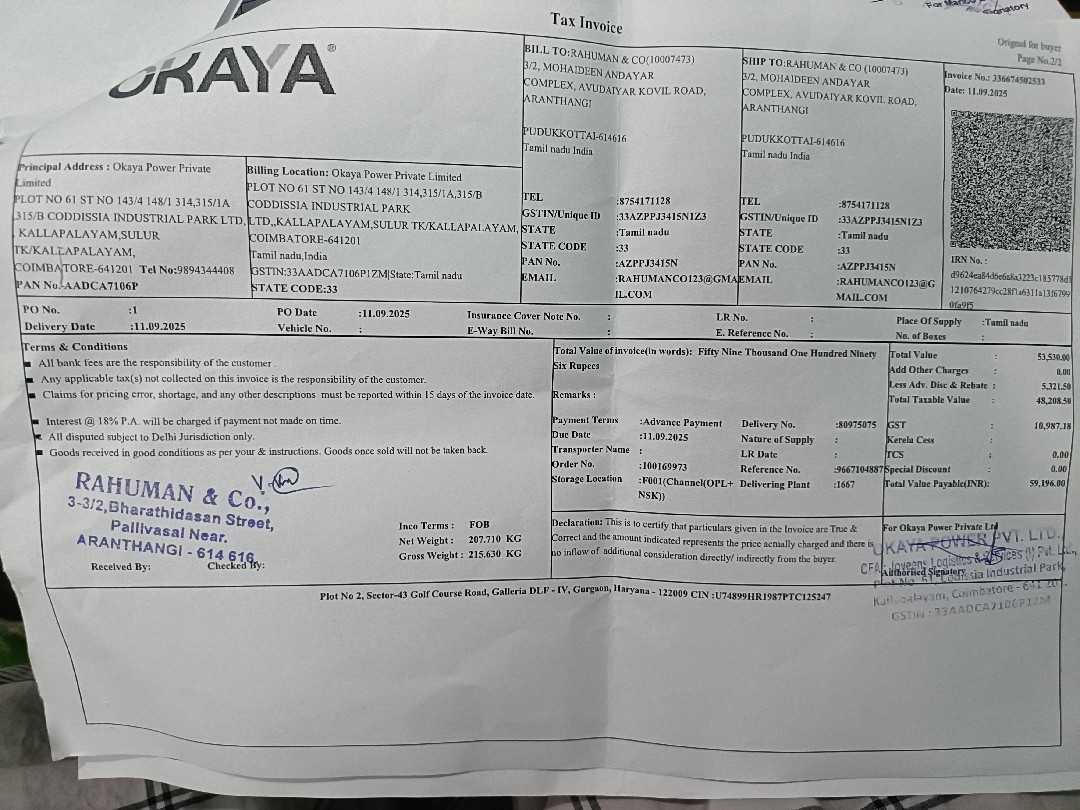 For
Signatory
Tax Invoice
Original for buyer
Page No.2/2
OKAYA®
BILL TO:RAHUMAN & CO(10007473)
3/2, MOHAIDEEN ANDAYAR
COMPLEX, AVUDAIYAR KOVIL ROAD,
ARANTHANGI
PUDUKKOTTAI-614616
Tamil nadu India
TEL :8754171128
GSTIN/Unique ID :33AZPPJ3415N1Z3
STATE :Tamil nadu
STATE CODE :33
PAN No. :AZPPJ3415N
EMAIL. :RAHUMANCO123@GMA
IL.COM
SHIP TO:RAHUMAN & CO (10007473)
3/2, MOHAIDEEN ANDAYAR
COMPLEX, AVUDAIYAR KOVIL ROAD,
ARANTHANGI
PUDUKKOTTAI-614616
Tamil nadu India
TEL :8754171128
GSTIN/Unique ID :33AZPPJ3415N1Z3
STATE :Tamil nadu
STATE CODE :33
PAN No. :AZPPJ3415N
EMAIL :RAHUMANCO123@G
MAIL.COM
Invoice No.: 336674502533
Date: 11.09.2025
IRN No. :
Principal Address : Okaya Power Private
Limited
PLOT NO 61 ST NO 143/4 148/1 314,315/1A
315/B CODDISSIA INDUSTRIAL PARK LTD,
, KALLAPALAYAM,SULUR
TK/KALLAPALAYAM,
COIMBATORE-641201 Tel No:9894344408
PAN No.:AADCA7106P
Billing Location: Okaya Power Private Limited
PLOT NO 61 ST NO 143/4 148/1 314,315/1A,315/B
CODDISSIA INDUSTRIAL PARK
LTD,,KALLAPALAYAM,SULUR TK/KALLAPALAYAM,
COIMBATORE-641201
Tamil nadu,India
GSTIN:33AADCA7106P1ZM|State:Tamil nadu
STATE CODE:33
PO No. :1
PO Date :11.09.2025
Insurance Cover Note No. :
LR No. :
Place Of Supply :Tamil nadu
Delivery Date :11.09.2025
Vehicle No. :
E-Way Bill No. :
E. Reference No. :
No. of Boxes :
Terms & Conditions
All bank fees are the responsibility of the customer .
Any applicable tax(s) not collected on this invoice is the responsibility of the customer.
Claims for pricing error, shortage, and any other descriptions must be reported within 15 days of the invoice date.
Interest @ 18% P.A. will be charged if payment not made on time.
All disputed subject to Delhi Jurisdiction only.
Goods received in good conditions as per your & instructions. Goods once sold will not be taken back.
RAHUMAN & Co.,
3-3/2,Bharathidasan Street,
Pallivasal Near.
ARANTHANGI - 614 616.
Received By: Checked By:
Inco Terms : FOB
Net Weight : 207.710 KG
Gross Weight : 215.630 KG
Total Value of invoice(in words): Fifty Nine Thousand One Hundred Ninety
Six Rupees
Remarks :
Payment Terms :Advance Payment
Due Date :11.09.2025
Transporter Name :
Order No. :100169973
Storage Location :F001(Channel(OPL+
NSK))
Delivery No. :80975075
Nature of Supply :
LR Date :
Reference No. :9667104887
Delivering Plant :1667
Total Value : 53,530.00
Add Other Charges : 0.00
Less Adv. Disc & Rebate : 5,321.50
Total Taxable Value : 48,208.50
GST : 10,987.18
Kerela Cess :
TCS : 0.00
Special Discount : 0.00
Total Value Payable(INR): 59,196.00
Declaration: This is to certify that particulars given in the Invoice are True &
Correct and the amount indicated represents the price actually charged and there is
no inflow of additional consideration directly/ indirectly from the buyer.
For Okaya Power Private Ltd
OKAYA POWER PVT. LTD.
Authorised Signatory
Kallapalayam, Coimbatore - 641 201
GSTIN : 33AADCA7106P1ZM
Plot No 2, Sector-43 Golf Course Road, Galleria DLF - IV, Gurgaon, Haryana - 122009 CIN :U74899HR1987PTC125247